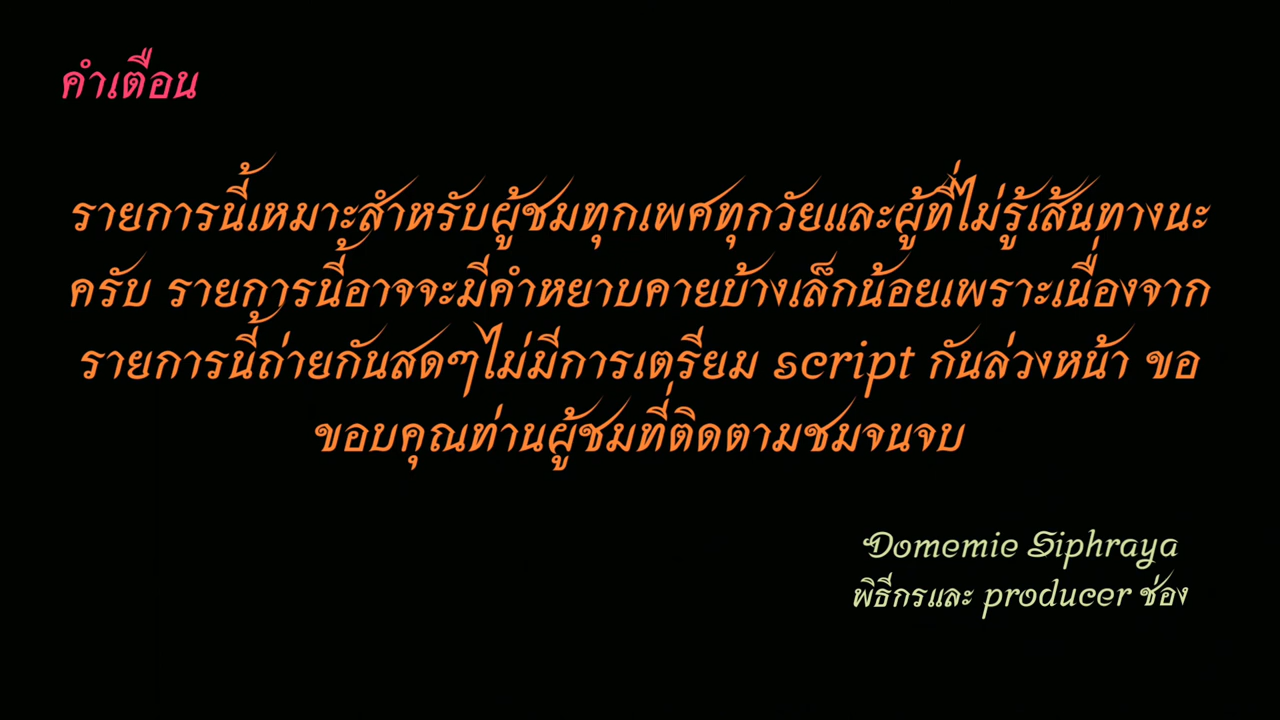 คำเตือน
รายการนี้เหมาะสำหรับผู้ชมทุกเพศทุกวัยและผู้ที่ไม่รู้เส้นทางนะ
ครับ รายการนี้อาจจะมีคำหยาบคายบ้างเล็กน้อยเพราะเนื่องจาก
รายการนี้ถ่ายกันสดๆไม่มีการเตรียม script กันล่วงหน้า ขอ
ขอบคุณท่านผู้ชมที่ติดตามชมจนจบ
Domemie Siphraya
พิธีกรและ producer ช่อง